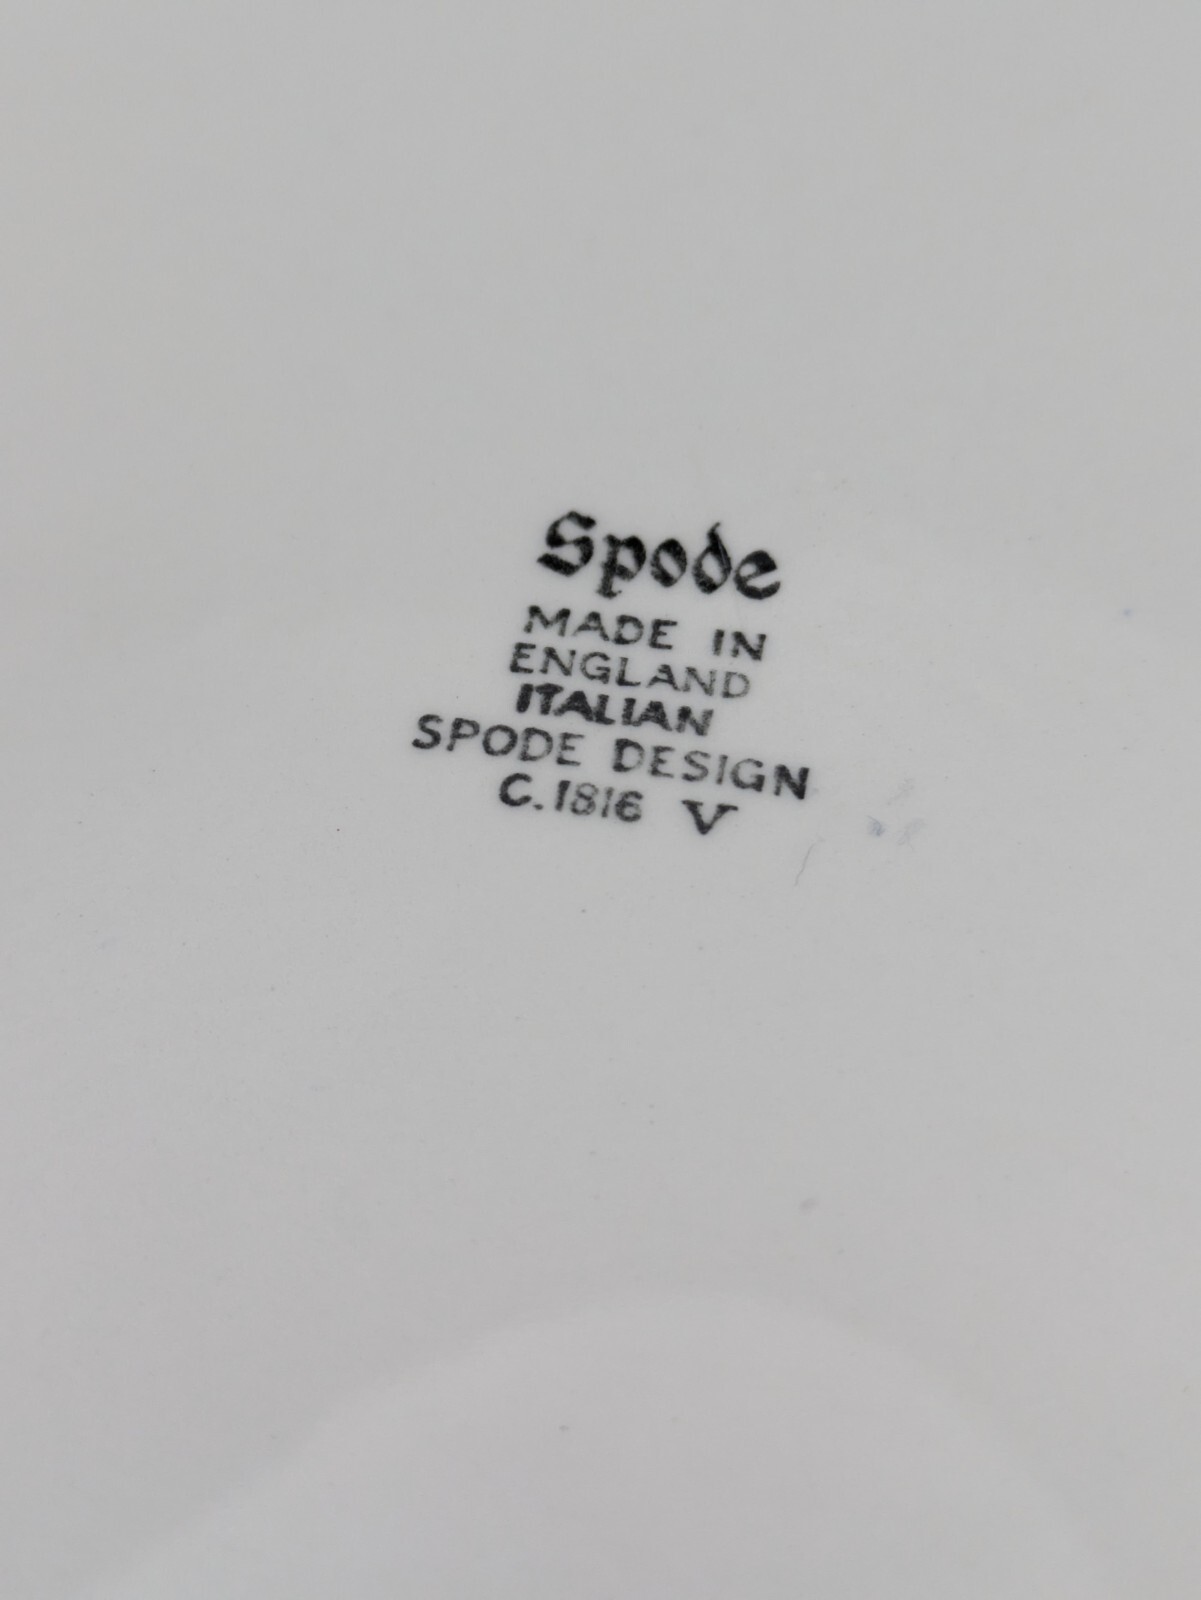 Spode
MADE IN
ENGLAND
ITALIAN
SPODE DESIGN
C.1816 V